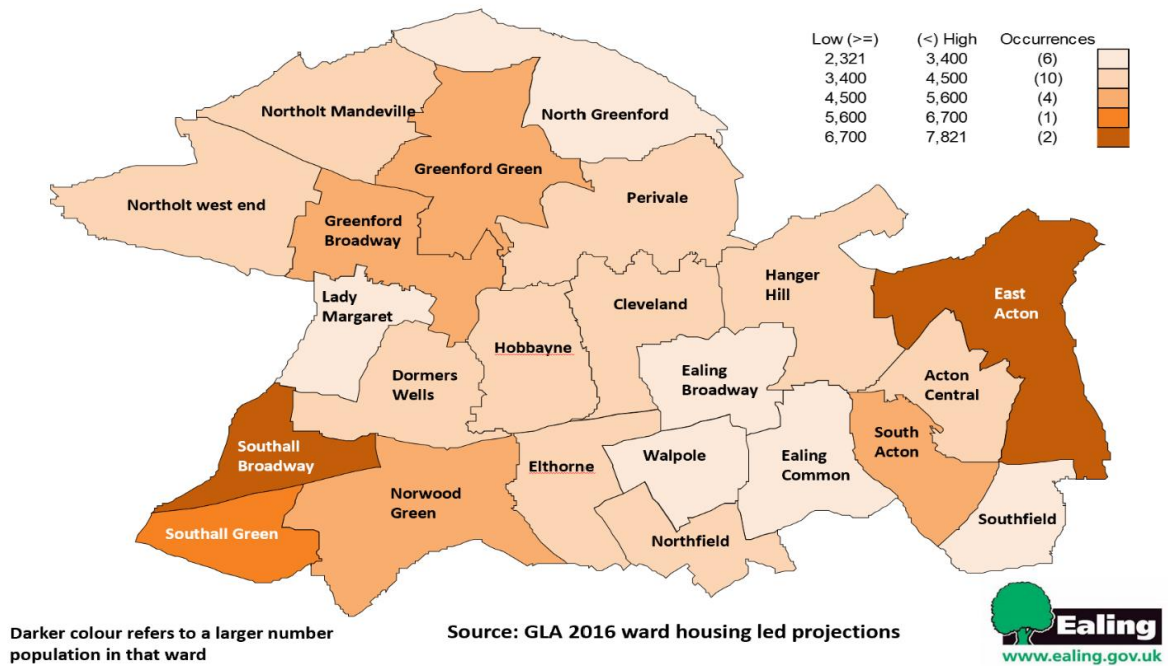 Low (>=) (<) High Occurrences
2,321 3,400 (6)
3,400 4,500 (10)
4,500 5,600 (4)
5,600 6,700 (1)
6,700 7,821 (2)
Northolt Mandeville
North Greenford
Greenford Green
Northolt west end
Perivale
Greenford
Broadway
Hanger
Hill
Lady
Margaret
Cleveland
East
Acton
Hobbayne
Dormers
Wells
Ealing
Broadway
Acton
Central
Southall
Broadway
South
Acton
Walpole
Elthorne
Ealing
Common
Norwood
Green
Southall Green
Northfield
Southfield
Darker colour refers to a larger number
population in that ward
Source: GLA 2016 ward housing led projections
Ealing
www.ealing.gov.uk